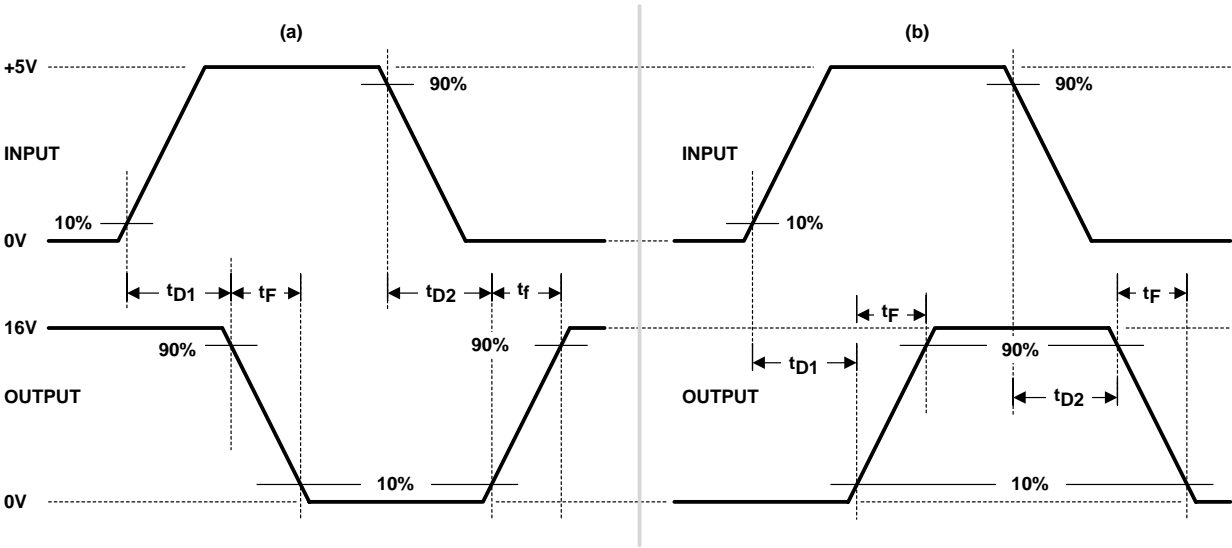 (a)
+5V
90%
INPUT
10%
0V
tD1
tF
tD2
tf
16V
90%
90%
OUTPUT
10%
0V
(b)
90%
INPUT
10%
tF
tF
90%
tD1
OUTPUT
tD2
10%